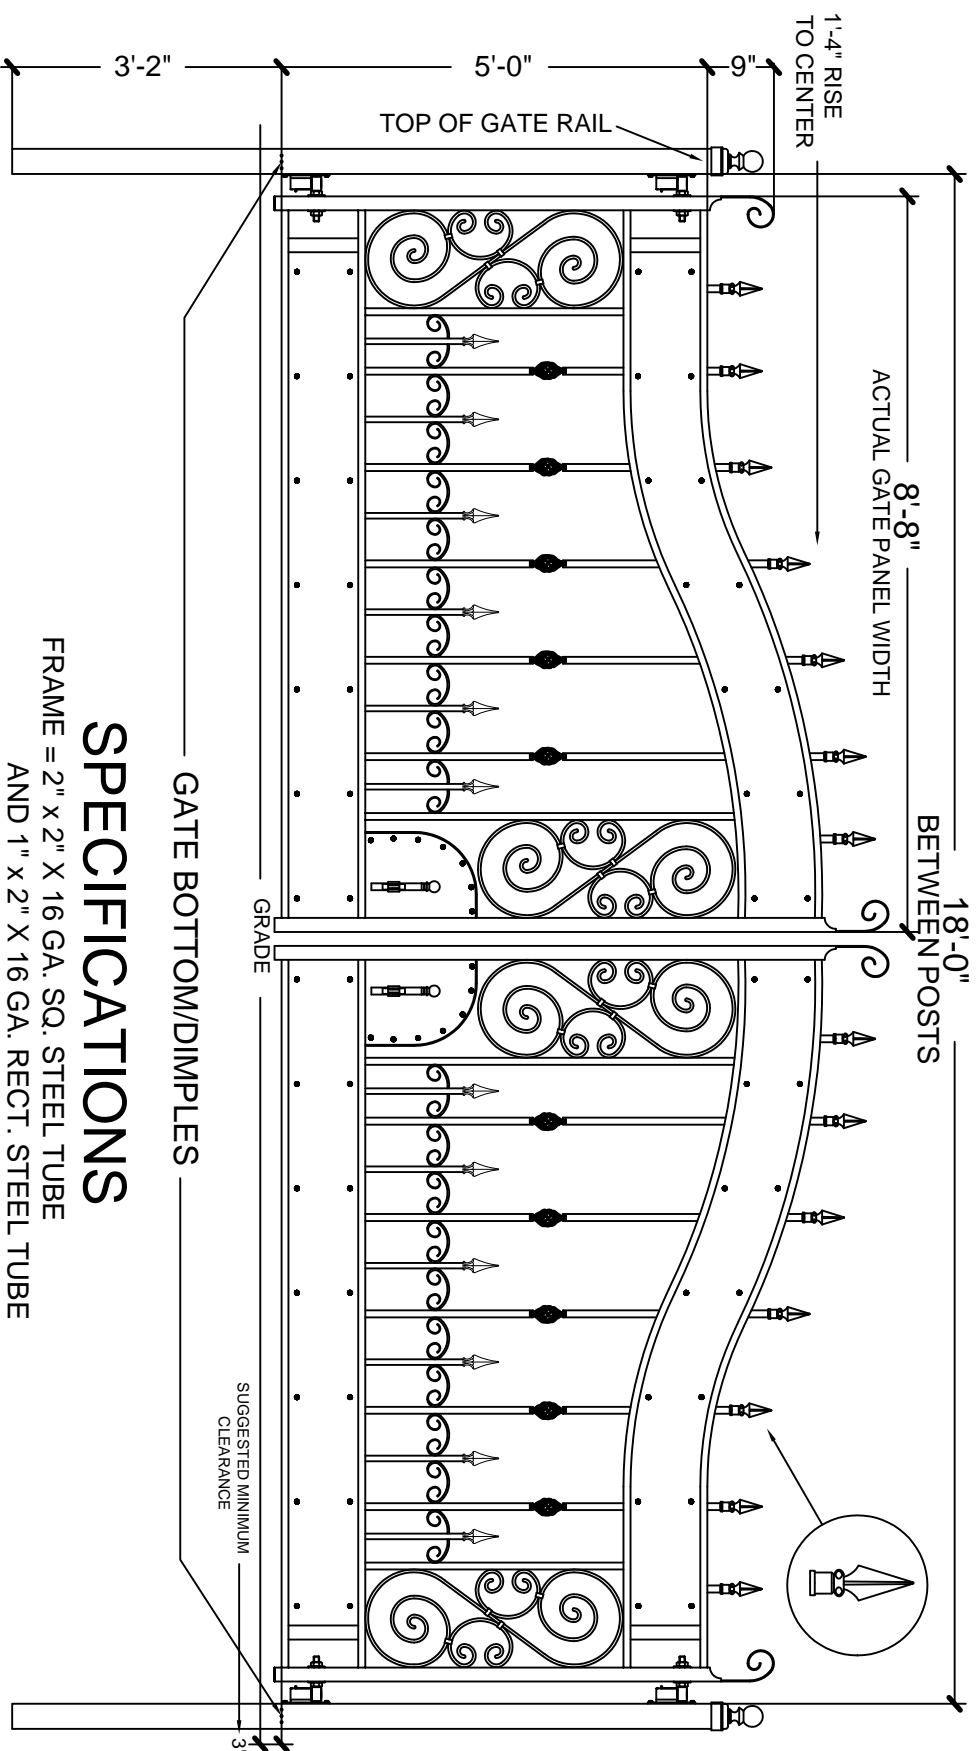 18'-0"
BETWEEN POSTS
8'-8"
ACTUAL GATE PANEL WIDTH
1'-4" RISE
TO CENTER
9"
5'-0"
3'-2"
TOP OF GATE RAIL
GRADE
SUGGESTED MINIMUM
CLEARANCE
GATE BOTTOM/DIMPLES
SPECIFICATIONS
FRAME = 2" x 2" X 16 GA. SQ. STEEL TUBE
AND 1" x 2" X 16 GA. RECT. STEEL TUBE